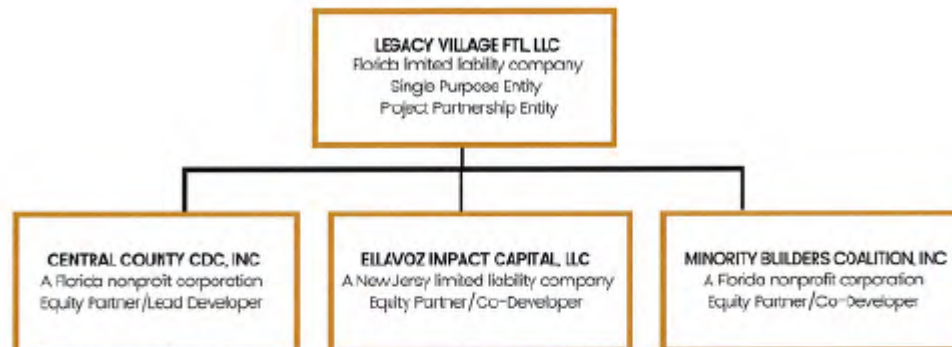 LEGACY VILLAGE FTL, LLC
Florida limited liability company
Single Purpose Entity
Project Partnership Entity
CENTRAL COUNTY CDC, INC
A Florida nonprofit corporation
Equity Partner/Lead Developer
ELLAVOZ IMPACT CAPITAL, LLC
A New Jersy limited liability company
Equity Partner/Co-Developer
MINORITY BUILDERS COALITION, INC
A Florida nonprofit corporation
Equity Partner/Co-Developer